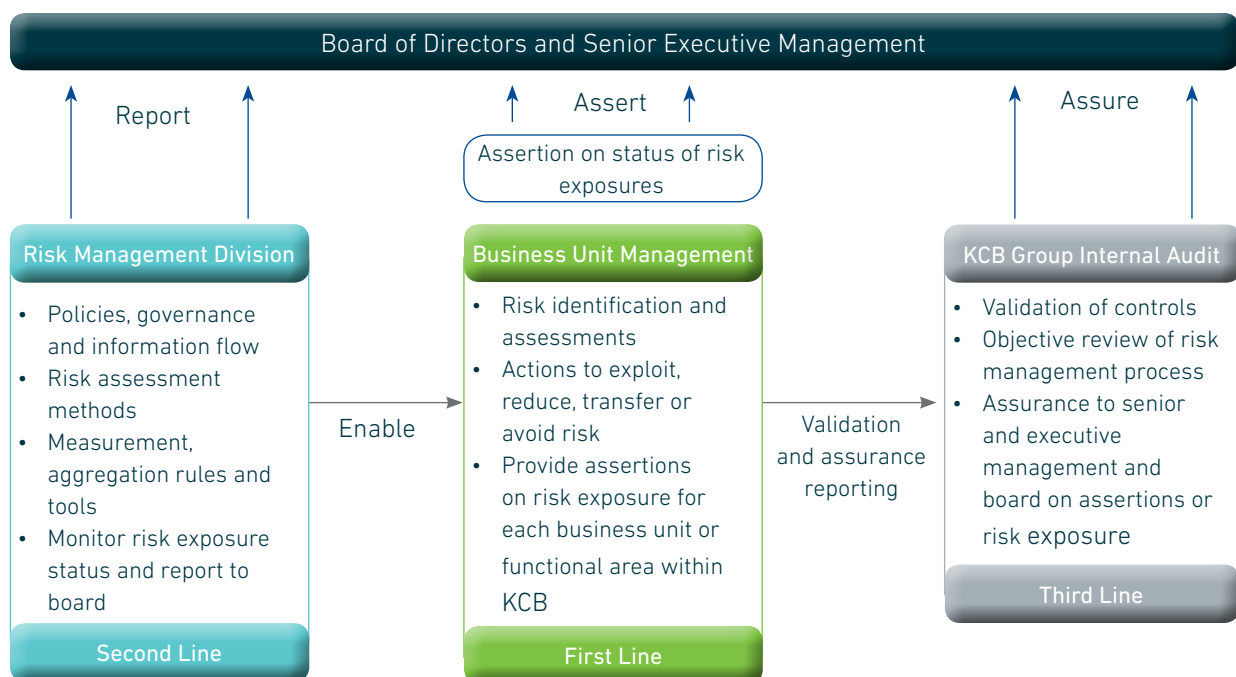 Board of Directors and Senior Executive Management
Report
Assert
Assure
Assertion on status of risk
exposures
Risk Management Division
• Policies, governance
and information flow
• Risk assessment
methods
• Measurement,
aggregation rules and
tools
• Monitor risk exposure
status and report to
board
Second Line
Enable
Business Unit Management
• Risk identification and
assessments
• Actions to exploit,
reduce, transfer or
avoid risk
• Provide assertions
on risk exposure for
each business unit or
functional area within
KCB
First Line
Validation
and assurance
reporting
KCB Group Internal Audit
• Validation of controls
• Objective review of risk
management process
• Assurance to senior
and executive
management and
board on assertions or
risk exposure
Third Line